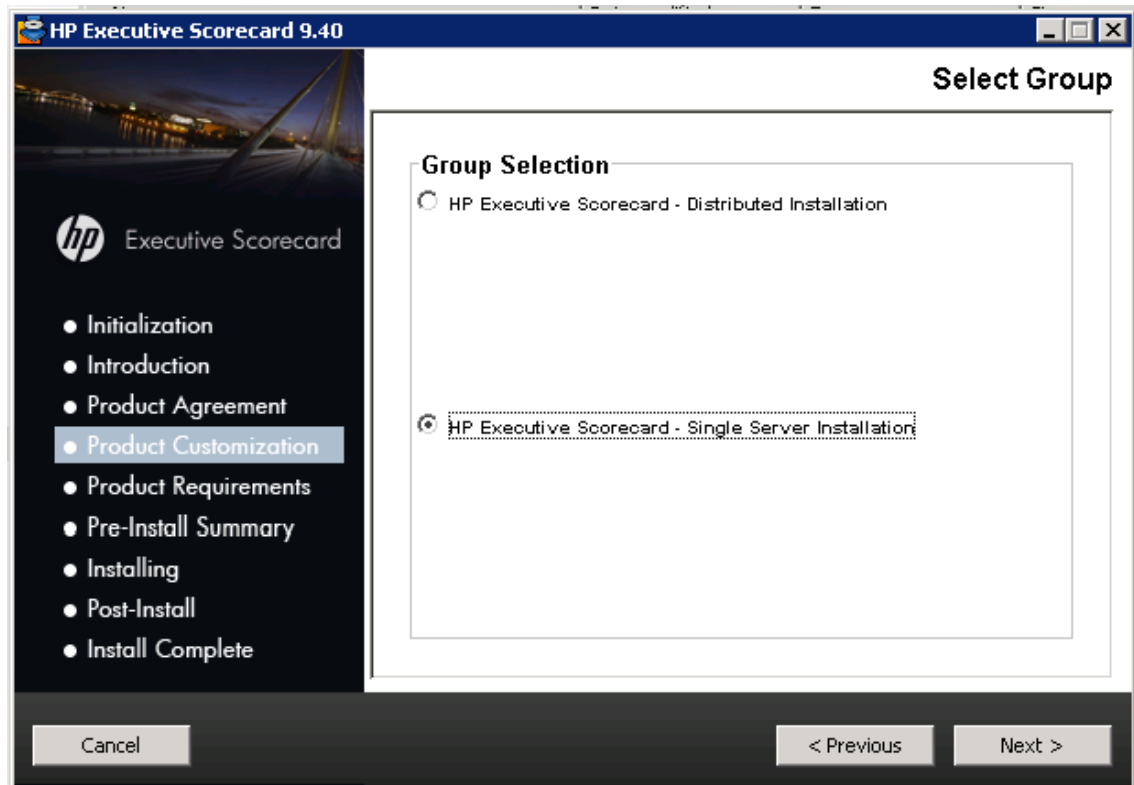 HP Executive Scorecard 9.40
Select Group
Group Selection
HP Executive Scorecard - Distributed Installation
hp Executive Scorecard
HP Executive Scorecard - Single Server Installation
Initialization
Introduction
Product Agreement
Product Customization
Product Requirements
Pre-Install Summary
Installing
Post-Install
Install Complete
Cancel
< Previous
Next >